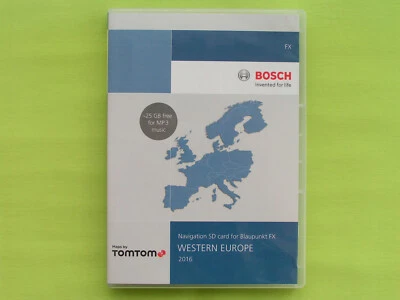 FX
BOSCH
Invented for life
~25 GB free
for MP3
music
Navigation SD card for Blaupunkt FX
WESTERN EUROPE
2016
Maps by
TOMTOM